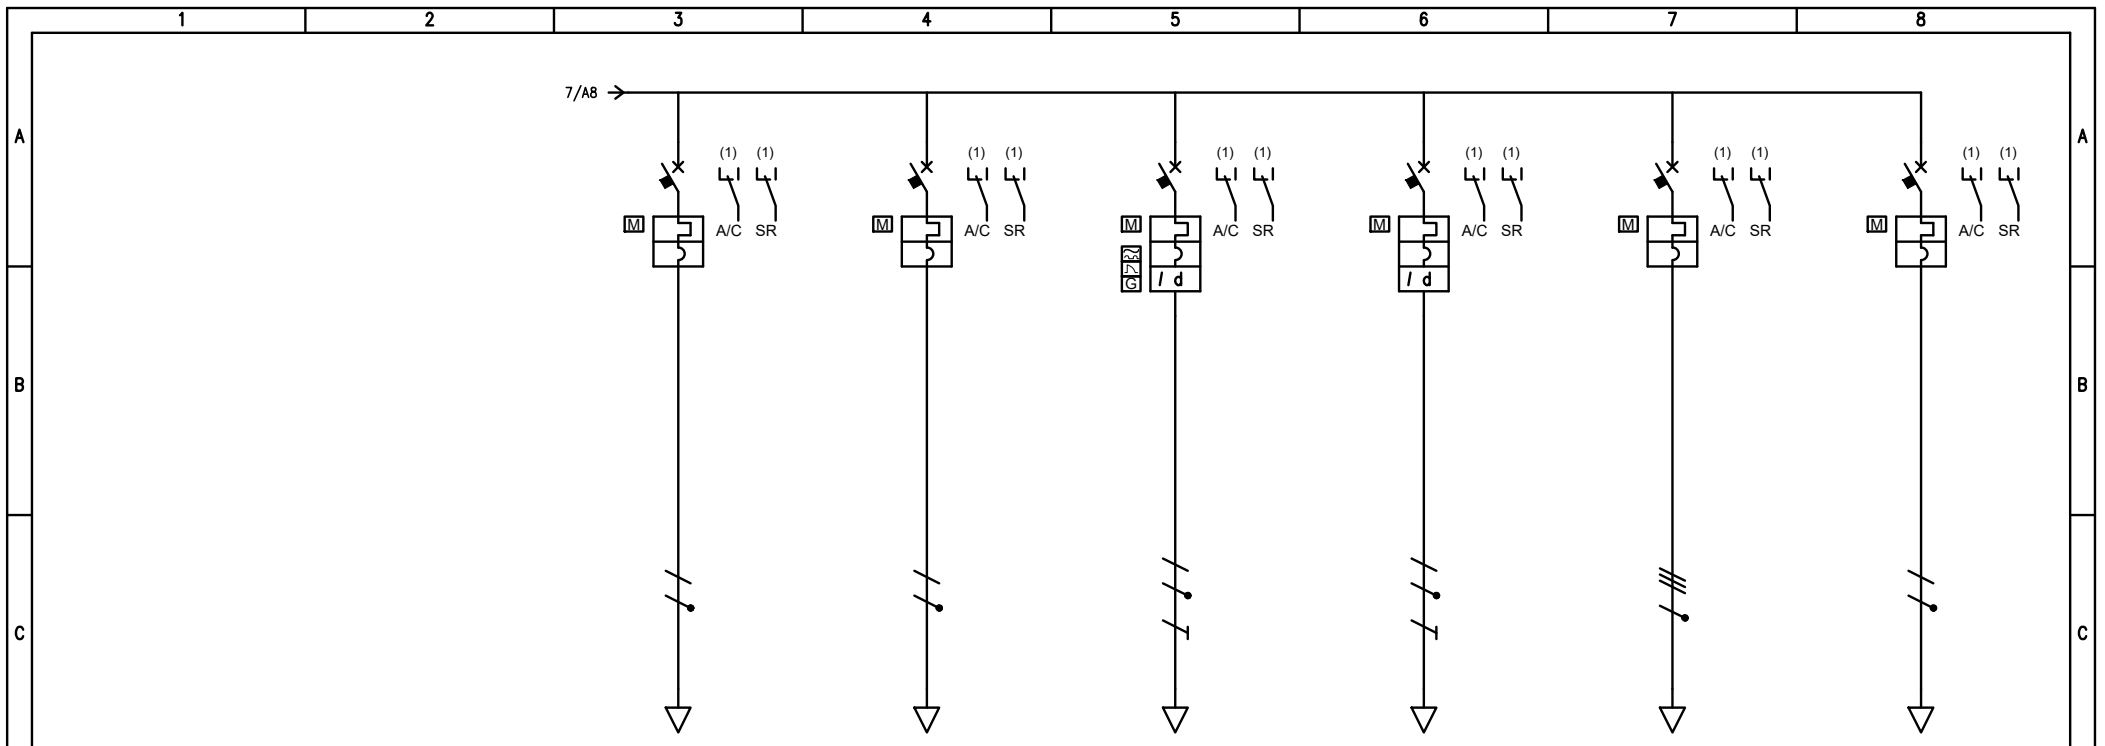 1 2 3 4 5 6 7 8
7/A8
A A
(1) (1) (1) (1) (1) (1) (1) (1) (1) (1) (1) (1)
M A/C SR M A/C SR M A/C SR M A/C SR M A/C SR M A/C SR
I d I d
G
B B
C C